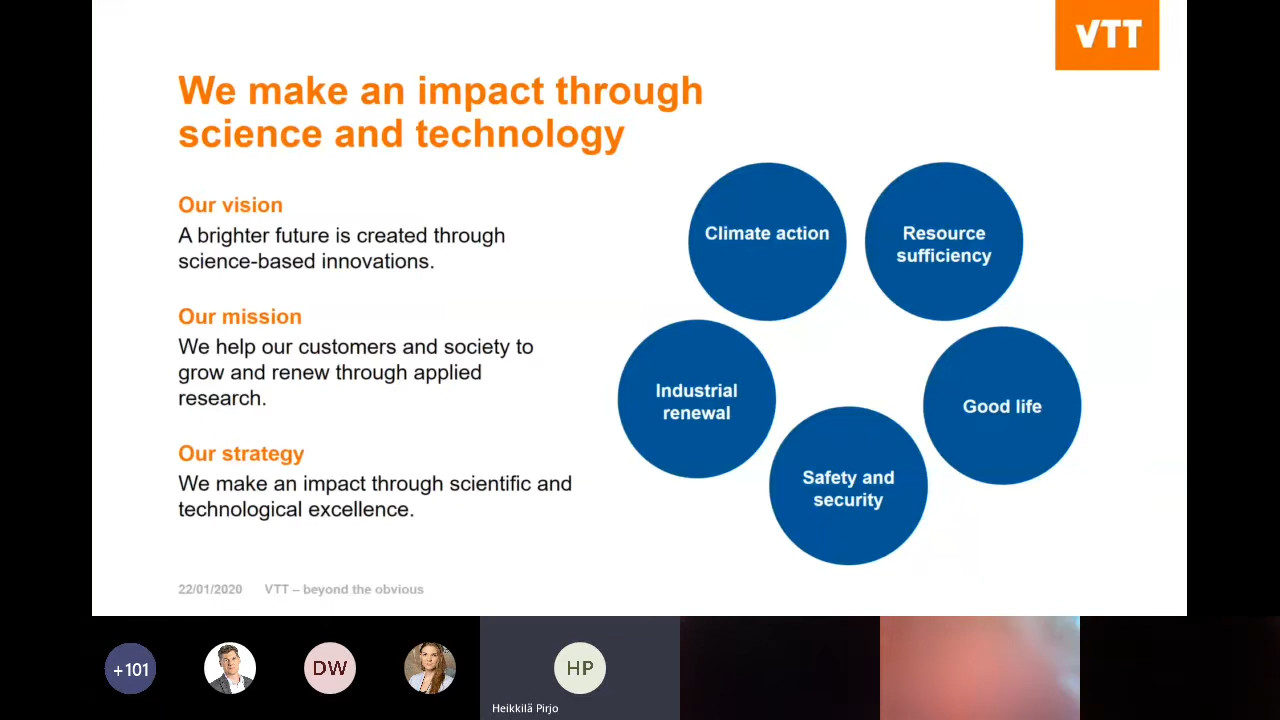 VTT
We make an impact through
science and technology
Our vision
A brighter future is created through
science-based innovations.
Our mission
We help our customers and society to
grow and renew through applied
research.
Our strategy
We make an impact through scientific and
technological excellence.
Climate action
Resource
sufficiency
Industrial
renewal
Good life
Safety and
security
22/01/2020 VTT – beyond the obvious
+101
DW
HP
Heikkilä Pirjo